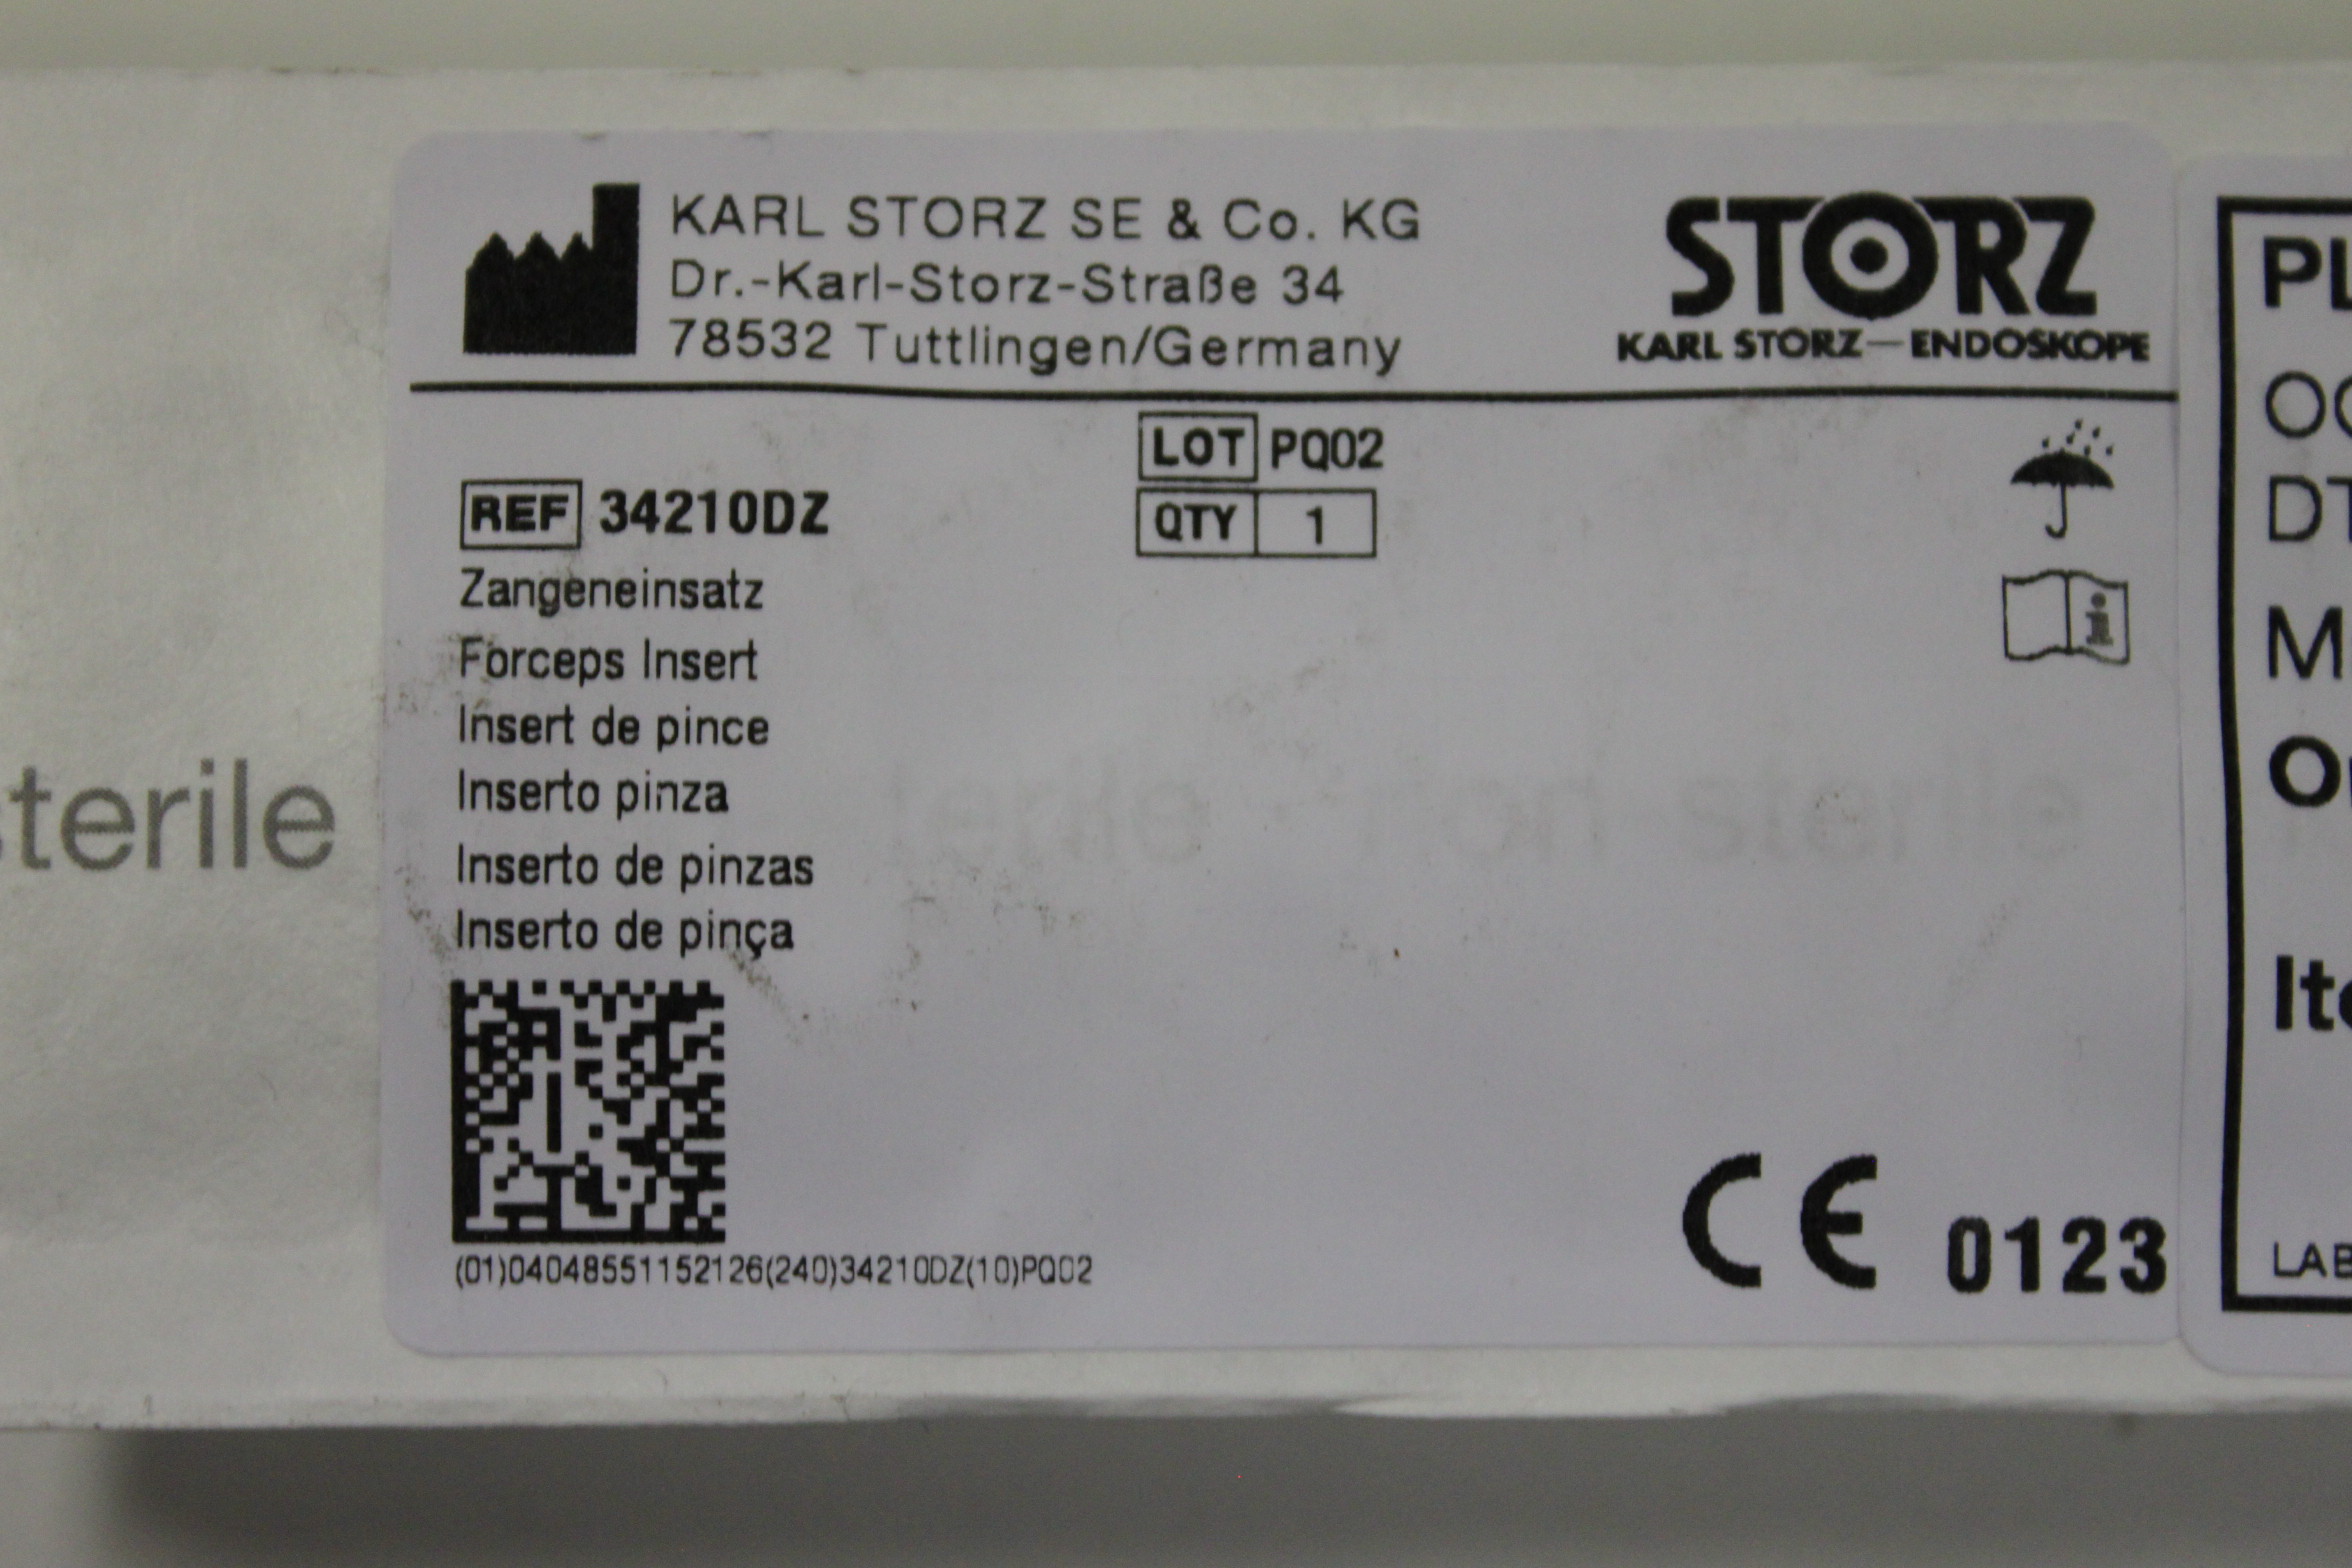 KARL STORZ SE & Co. KG
Dr.-Karl-Storz-Straße 34
78532 Tuttlingen/Germany
STORZ
KARL STORZ—ENDOSKOPE
LOT PQ02
REF 34210DZ
QTY 1
Zangeneinsatz
Forceps Insert
Insert de pince
Inserto pinza
Inserto de pinzas
Inserto de pinça
sterile
non sterile
(01)04048551152126(240)34210DZ(10)PQ02
CE 0123